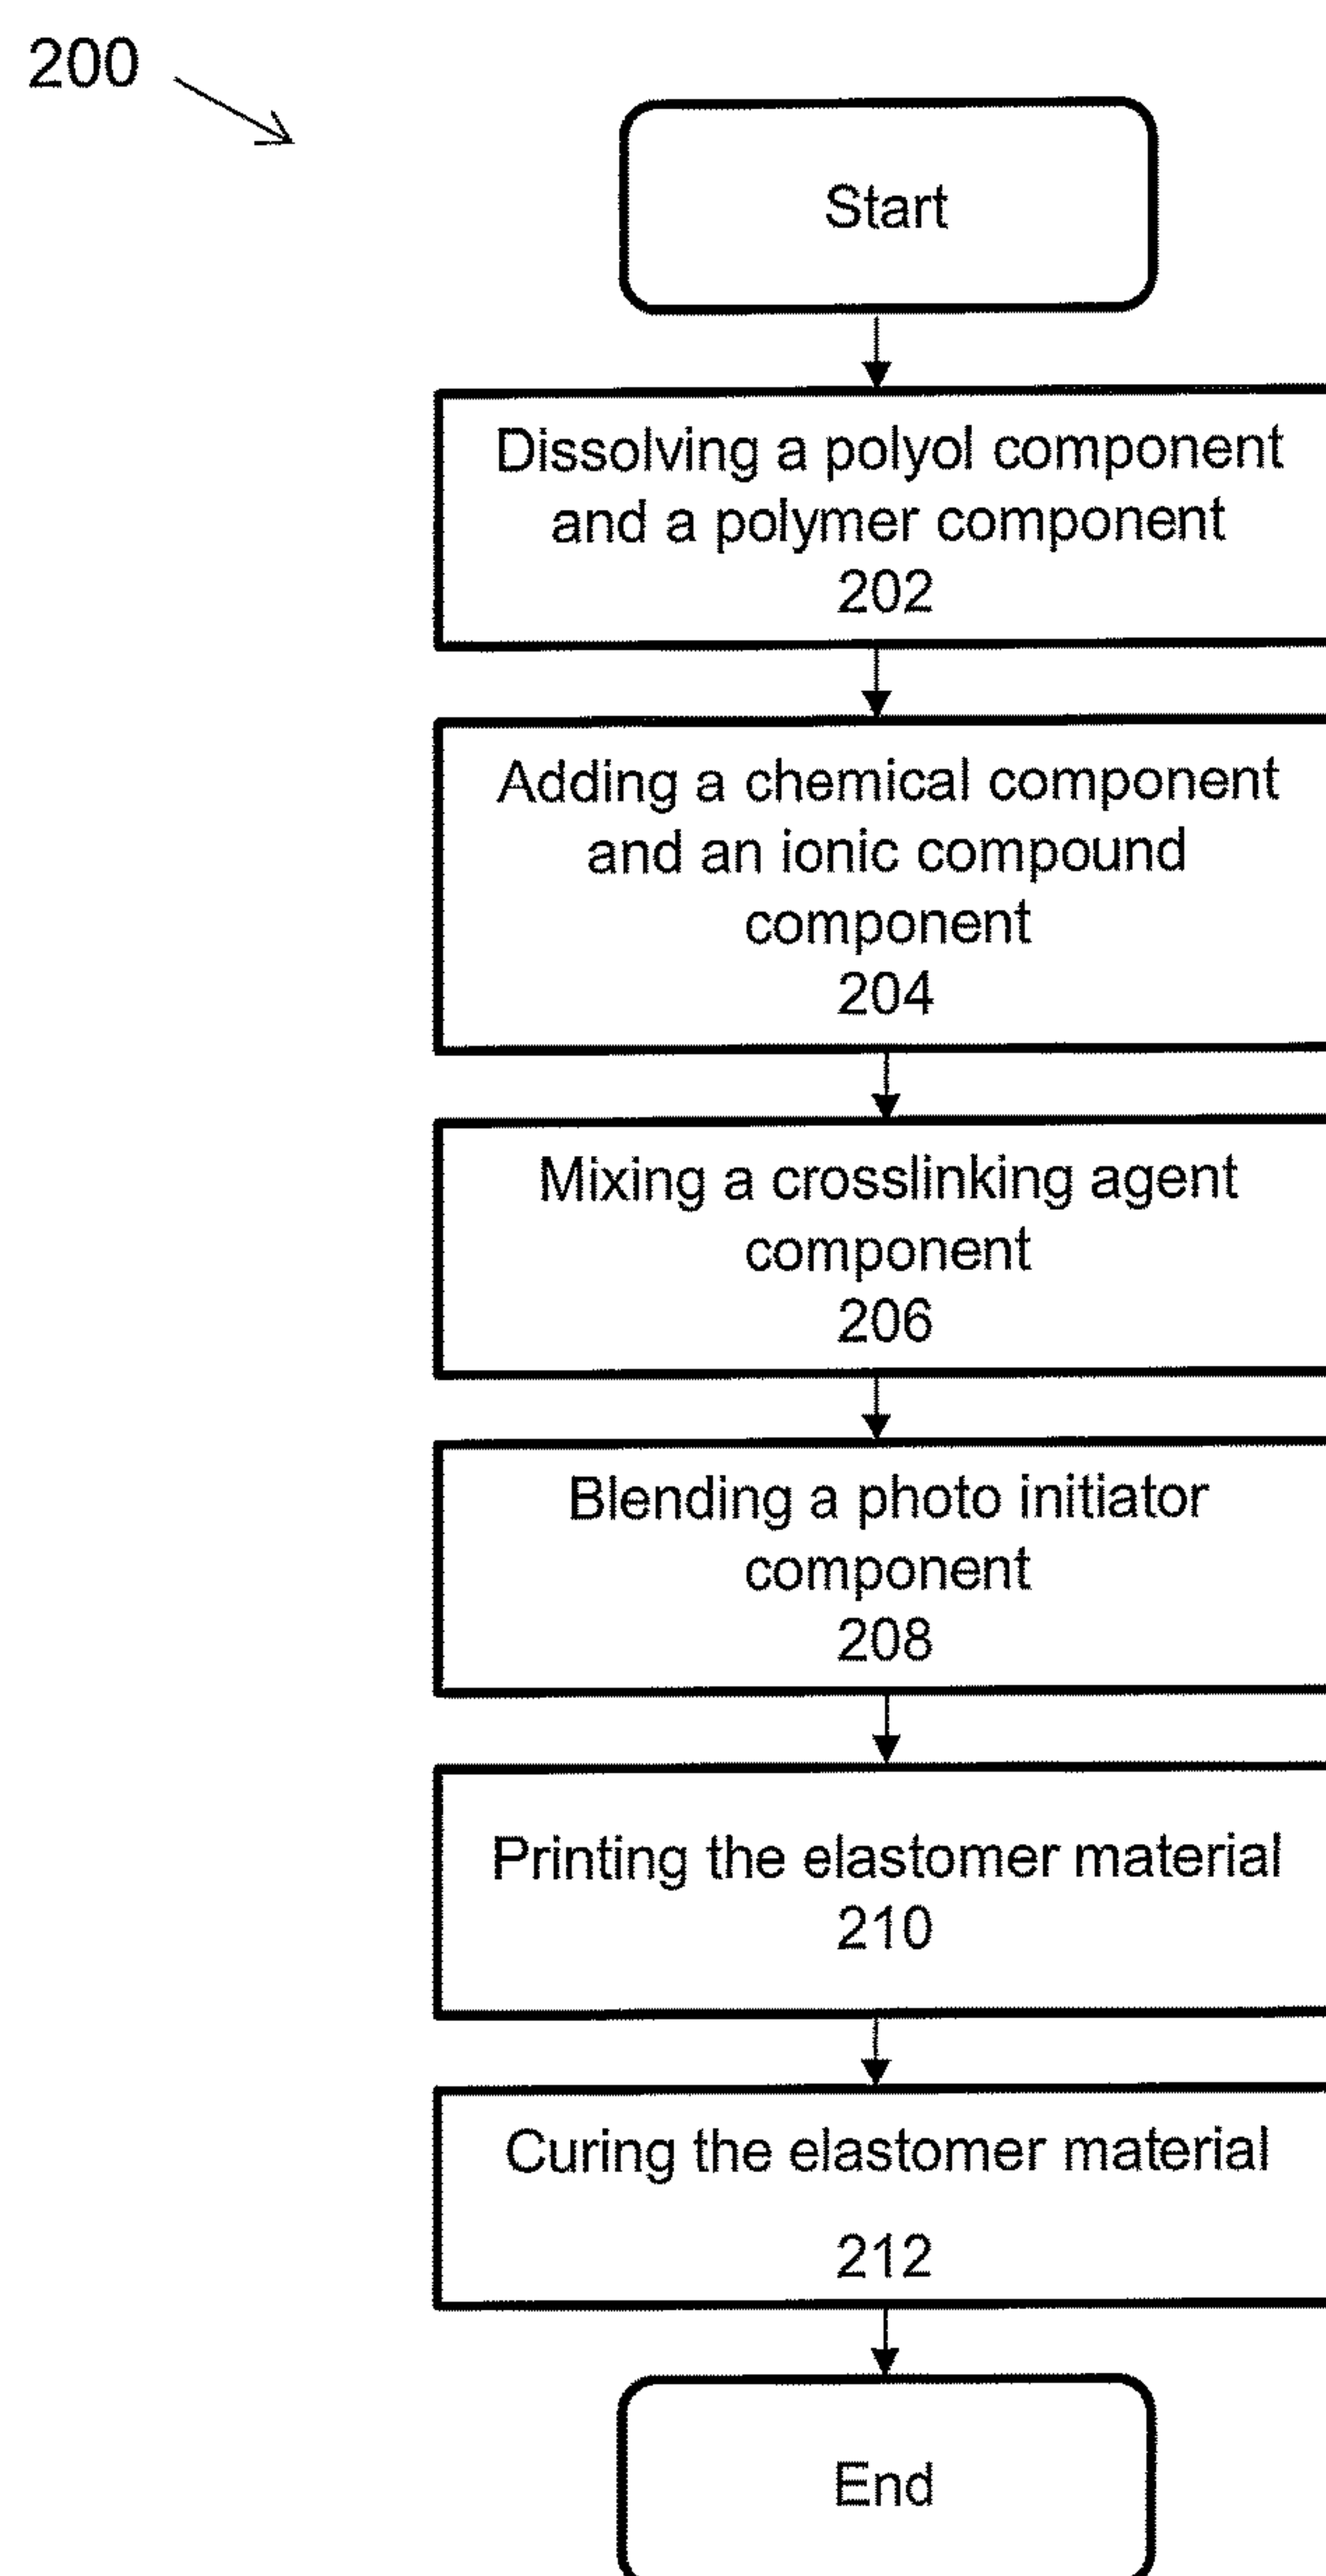 200
Start
Dissolving a polyol component
and a polymer component
202
Adding a chemical component
and an ionic compound
component
204
Mixing a crosslinking agent
component
206
Blending a photo initiator
component
208
Printing the elastomer material
210
Curing the elastomer material
212
End